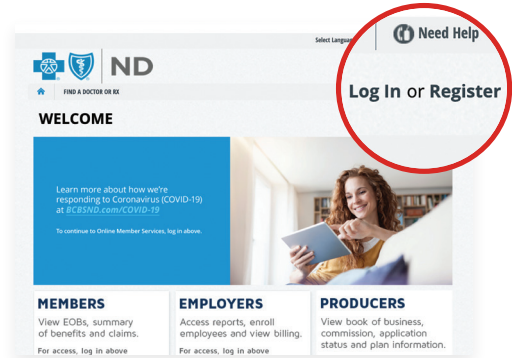 Select Language
Need Help
ND
FIND A DOCTOR OR RX
Log In or Register
WELCOME
Learn more about how we're
responding to Coronavirus (COVID-19)
at BCBSND.com/COVID-19
To continue to Online Member Services, log in above.
MEMBERS
View EOBs, summary
of benefits and claims.
For access, log in above
EMPLOYERS
Access reports, enroll
employees and view billing.
For access, log in above
PRODUCERS
View book of business,
commission, application
status and plan information.